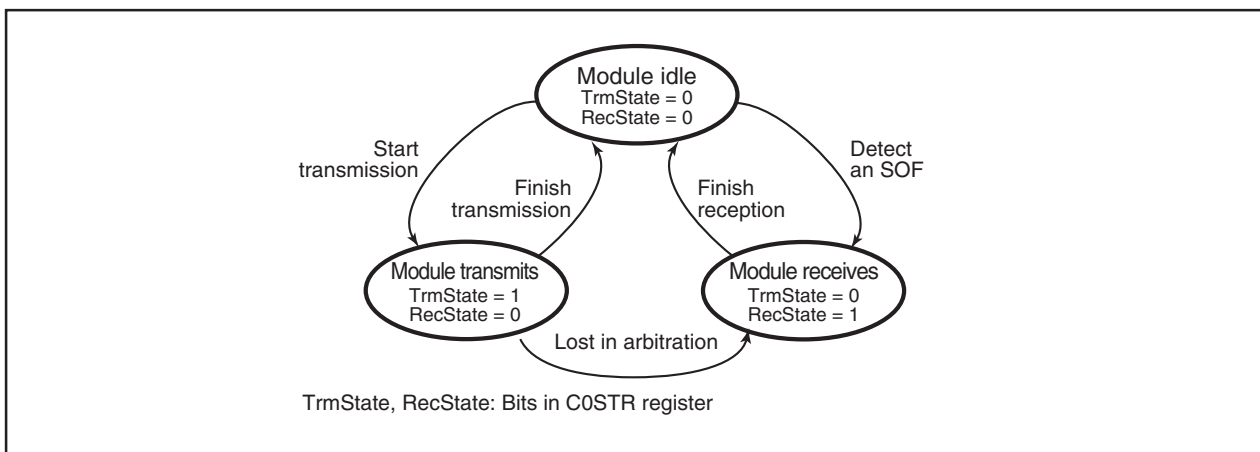 Module idle
TrmState = 0
RecState = 0
Start
transmission
Detect
an SOF
Finish
transmission
Finish
reception
Module transmits
TrmState = 1
RecState = 0
Module receives
TrmState = 0
RecState = 1
Lost in arbitration
TrmState, RecState: Bits in C0STR register